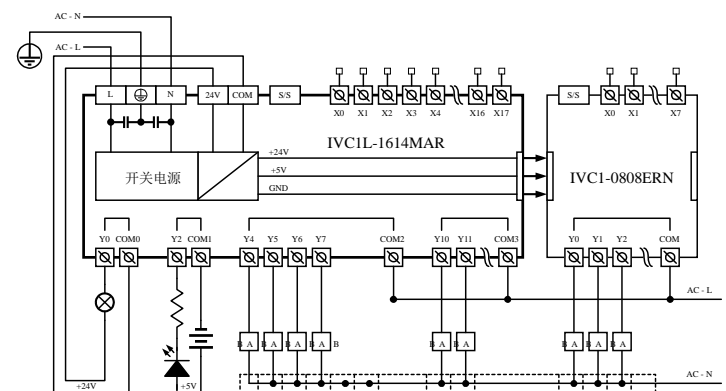 AC - N
AC - L
L N 24V COM S/S
S/S
X0 X1 X2 X3 X4 X16 X17
X0 X1 X7
IVC1L-1614MAR
+24V
开关电源
+5V
IVC1-0808ERN
GND
Y0 COM0 Y2 COM1 Y4 Y5 Y6 Y7 COM2 Y10 Y11 COM3
Y0 Y1 Y2 COM
AC - L
B A B A B A B A B B A B A B A B A B A
AC - N
+24V +5V